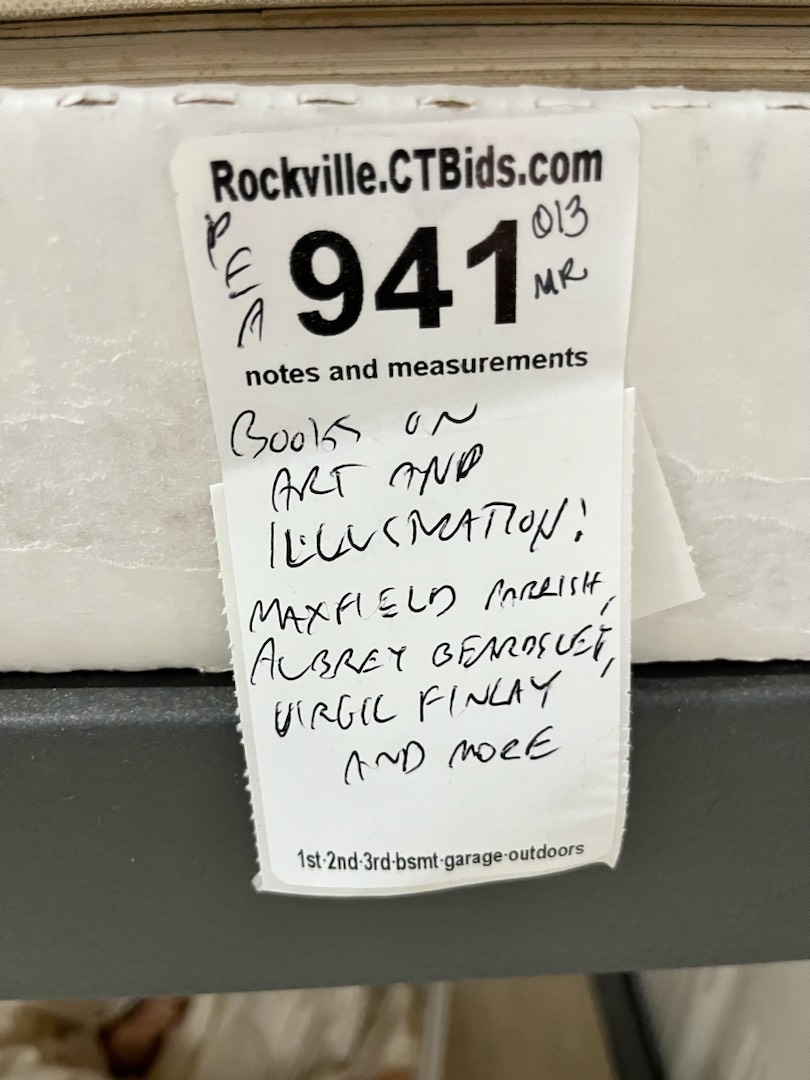 Rockville.CTBids.com
PEA
941
013
MR
notes and measurements
BOOKS ON
ART AND
ILLUSTRATION!
MAXFIELD PARRISH,
AUBREY BEARDSLEY,
VIRGIL FINLAY
AND MORE
1st·2nd·3rd·bsmt·garage·outdoors